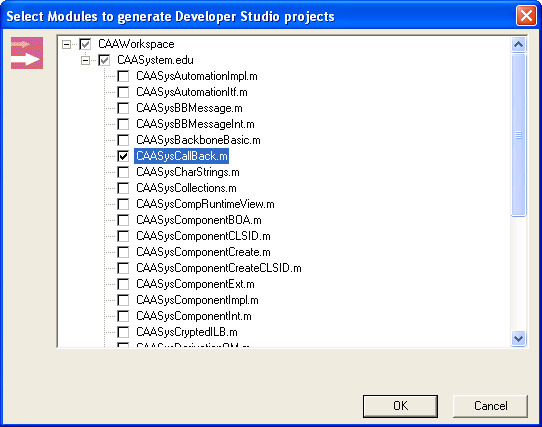 Select Modules to generate Developer Studio projects
CAAWorkspace
CAASystem.edu
CAASysAutomationImpl.m
CAASysAutomationItf.m
CAASysBBMessage.m
CAASysBBMessageInt.m
CAASysBackboneBasic.m
CAASysCallBack.m
CAASysCharStrings.m
CAASysCollections.m
CAASysCompRuntimeView.m
CAASysComponentBOA.m
CAASysComponentCLSID.m
CAASysComponentCreate.m
CAASysComponentCreateCLSID.m
CAASysComponentExt.m
CAASysComponentImpl.m
CAASysComponentInt.m
CAASysCryptedILB.m
OK Cancel